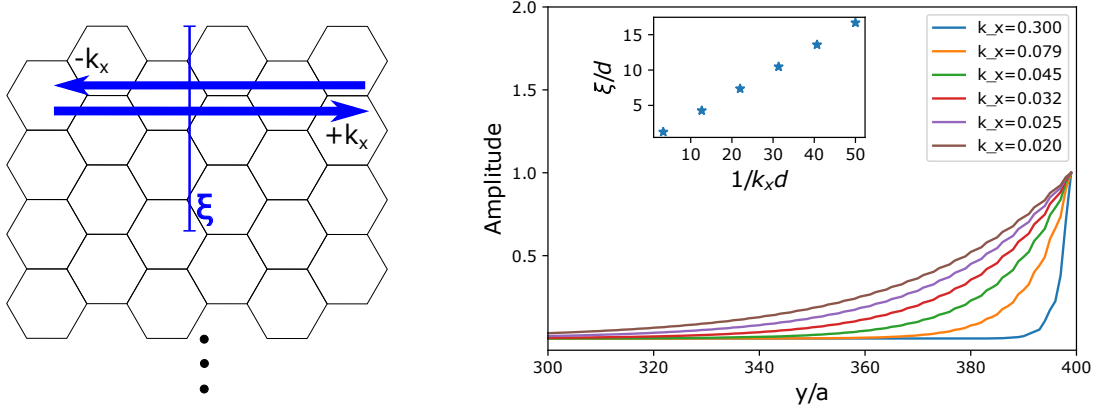 -kₓ
+kₓ
ξ
Amplitude
2.0
1.5
1.0
0.5
300 320 340 360 380 400
y/a
ξ/d
15
10
5
10 20 30 40 50
1/kₓd
k_x=0.300
k_x=0.079
k_x=0.045
k_x=0.032
k_x=0.025
k_x=0.020